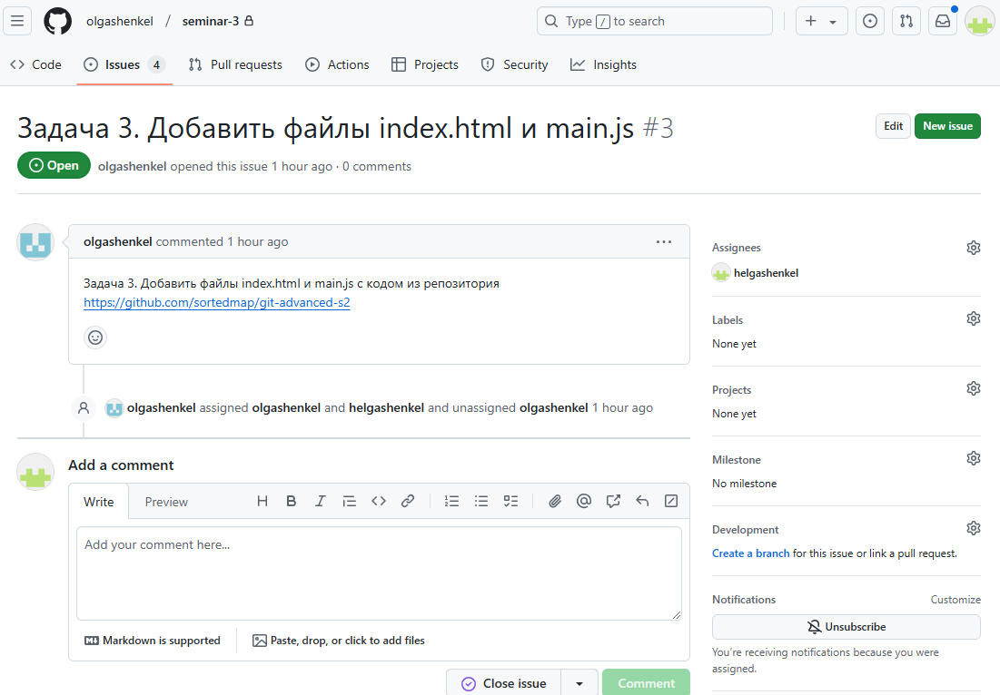 olgashenkel / seminar-3
Type / to search
Code
Issues 4
Pull requests
Actions
Projects
Security
Insights
Задача 3. Добавить файлы index.html и main.js #3
Edit
New issue
Open
olgashenkel opened this issue 1 hour ago · 0 comments
olgashenkel commented 1 hour ago
Задача 3. Добавить файлы index.html и main.js с кодом из репозитория
https://github.com/sortedmap/git-advanced-s2
olgashenkel assigned olgashenkel and helgashenkel and unassigned olgashenkel 1 hour ago
Add a comment
Write
Preview
Add your comment here...
Markdown is supported
Paste, drop, or click to add files
Close issue
Comment
Assignees
helgashenkel
Labels
None yet
Projects
None yet
Milestone
No milestone
Development
Create a branch for this issue or link a pull request.
Notifications
Customize
Unsubscribe
You're receiving notifications because you were
assigned.